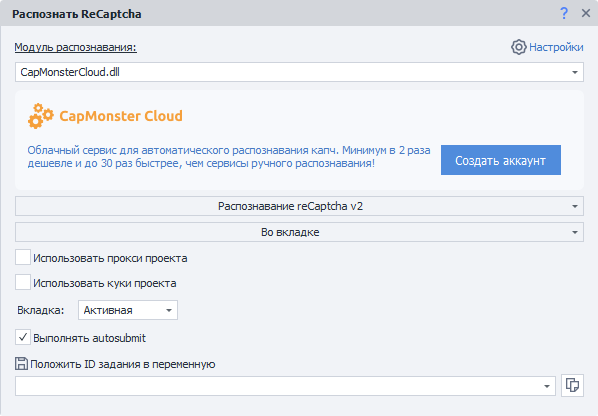 Распознать ReCaptcha
?
Модуль распознавания:
Настройки
CapMonsterCloud.dll
CapMonster Cloud
Облачный сервис для автоматического распознавания капч. Минимум в 2 раза
дешевле и до 30 раз быстрее, чем сервисы ручного распознавания!
Создать аккаунт
Распознавание reCaptcha v2
Во вкладке
Использовать прокси проекта
Использовать куки проекта
Вкладка: Активная
Выполнять autosubmit
Положить ID задания в переменную